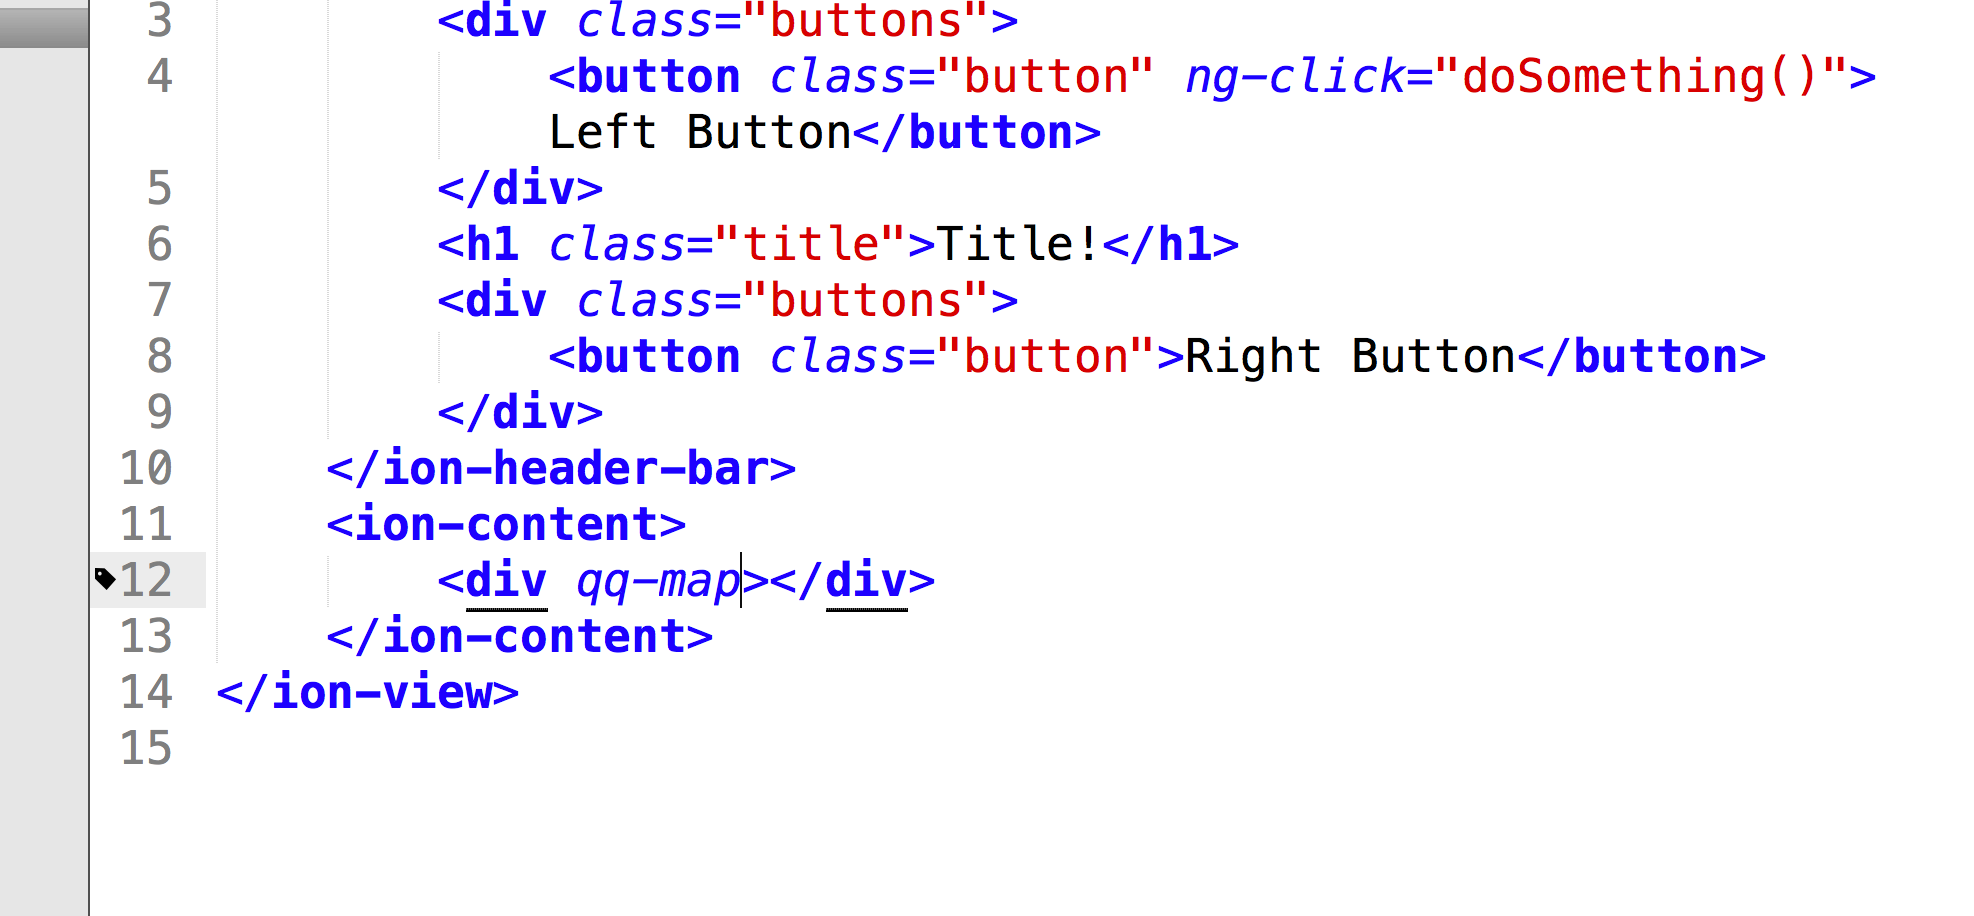 3 <div class="buttons">
4 <button class="button" ng-click="doSomething()">
Left Button</button>
5 </div>
6 <h1 class="title">Title!</h1>
7 <div class="buttons">
8 <button class="button">Right Button</button>
9 </div>
10 </ion-header-bar>
11 <ion-content>
12 <div qq-map></div>
13 </ion-content>
14 </ion-view>
15